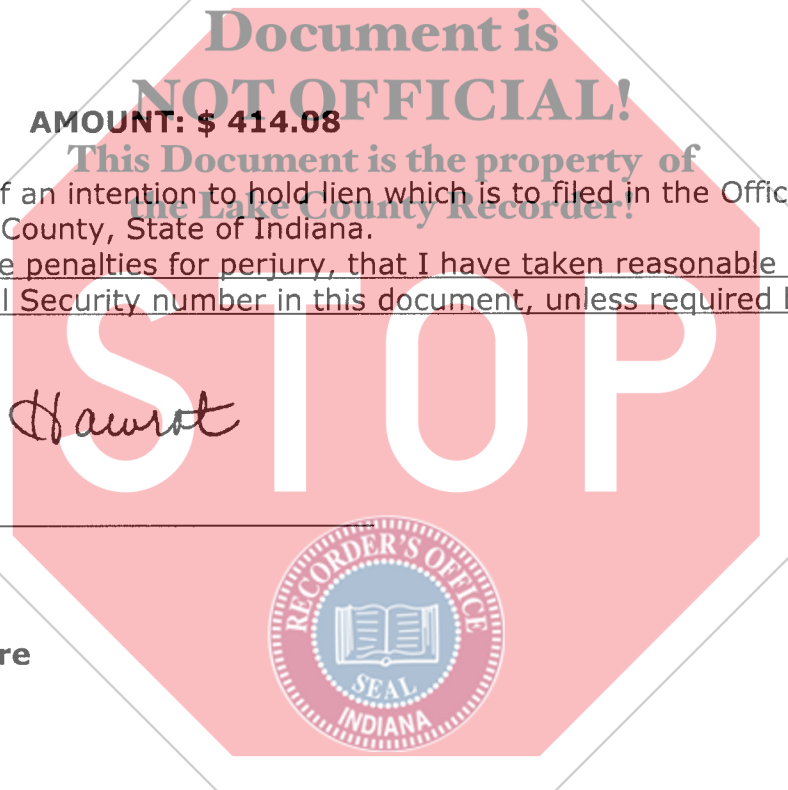 Document is
NOT OFFICIAL!
AMOUNT: $ 414.08
This Document is the property of
f an intention to hold lien which is to filed in the Offic
the Lake County Recorder!
County, State of Indiana.
e penalties for perjury, that I have taken reasonable
l Security number in this document, unless required
STOP
Hawrot
RECORDER'S OFFICE
SEAL
INDIANA
re